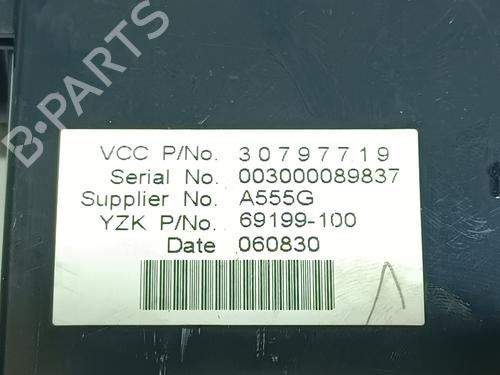 B-PARTS
VCC P/No. 30797719
Serial No. 003000089837
Supplier No. A555G
YZK P/No. 69199-100
Date 060830